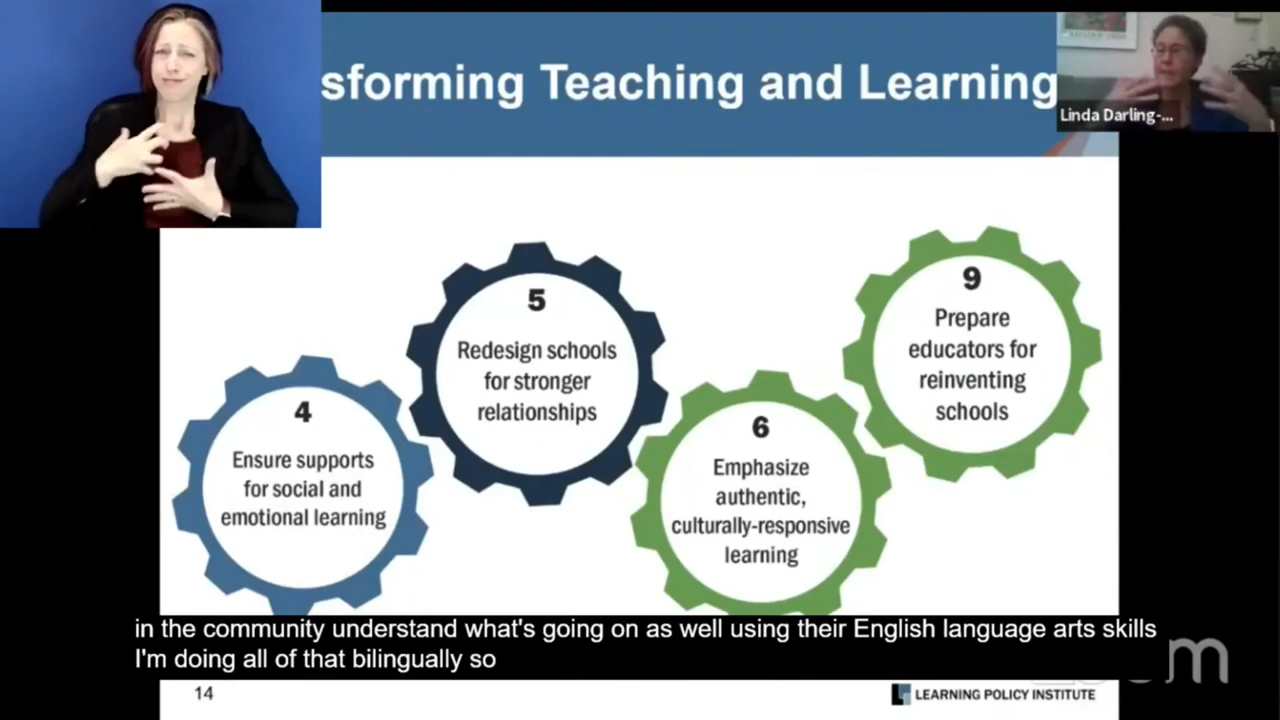 sforming Teaching and Learning
Linda Darling-...
4
Ensure supports
for social and
emotional learning
5
Redesign schools
for stronger
relationships
6
Emphasize
authentic,
culturally-responsive
learning
9
Prepare
educators for
reinventing
schools
in the community understand what's going on as well using their English language arts skills
I'm doing all of that bilingually so
14
LEARNING POLICY INSTITUTE